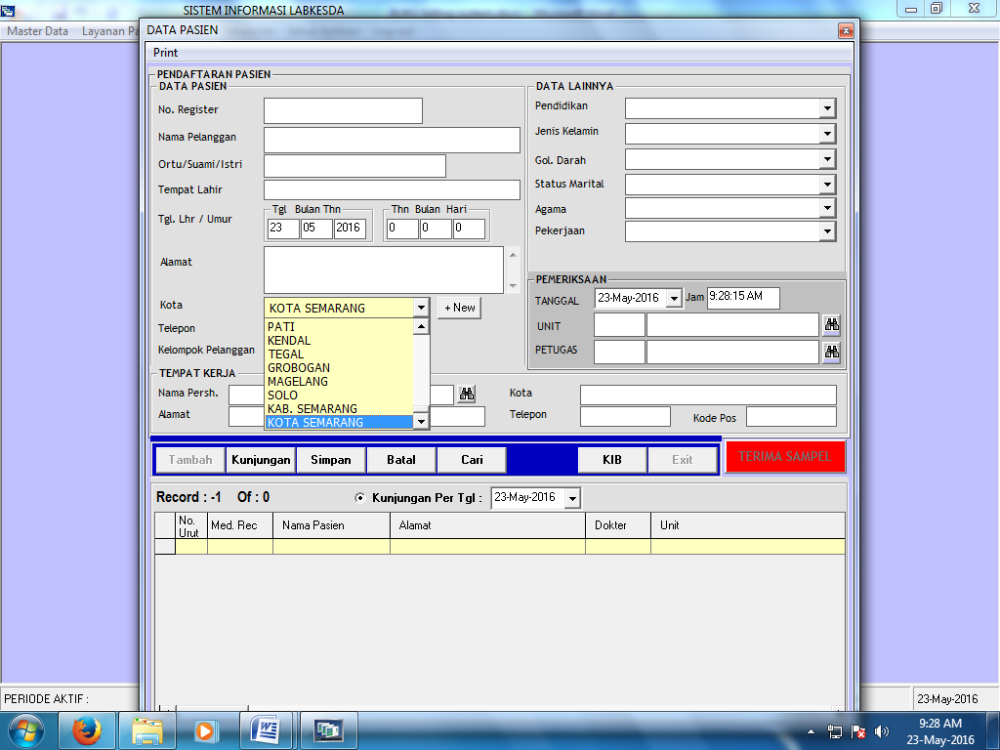 SISTEM INFORMASI LABKESDA
Master Data Layanan Pa
DATA PASIEN
Print
PENDAFTARAN PASIEN
DATA PASIEN
No. Register
Nama Pelanggan
Ortu/Suami/Istri
Tempat Lahir
Tgl. Lhr / Umur
Tgl Bulan Thn
23 05 2016
Thn Bulan Hari
0 0 0
Alamat
Kota
KOTA SEMARANG
+ New
PATI
KENDAL
TEGAL
GROBOGAN
MAGELANG
SOLO
KAB. SEMARANG
KOTA SEMARANG
Telepon
Kelompok Pelanggan
DATA LAINNYA
Pendidikan
Jenis Kelamin
Gol. Darah
Status Marital
Agama
Pekerjaan
PEMERIKSAAN
TANGGAL 23-May-2016 Jam 9:28:15 AM
UNIT
PETUGAS
TEMPAT KERJA
Nama Persh.
Alamat
Kota
Telepon
Kode Pos
Tambah Kunjungan Simpan Batal Cari KIB Exit
TERIMA SAMPEL
Record : -1 Of : 0
Kunjungan Per Tgl : 23-May-2016
No. Urut Med. Rec Nama Pasien Alamat Dokter Unit
PERIODE AKTIF :
23-May-2016
9:28 AM
23-May-2016